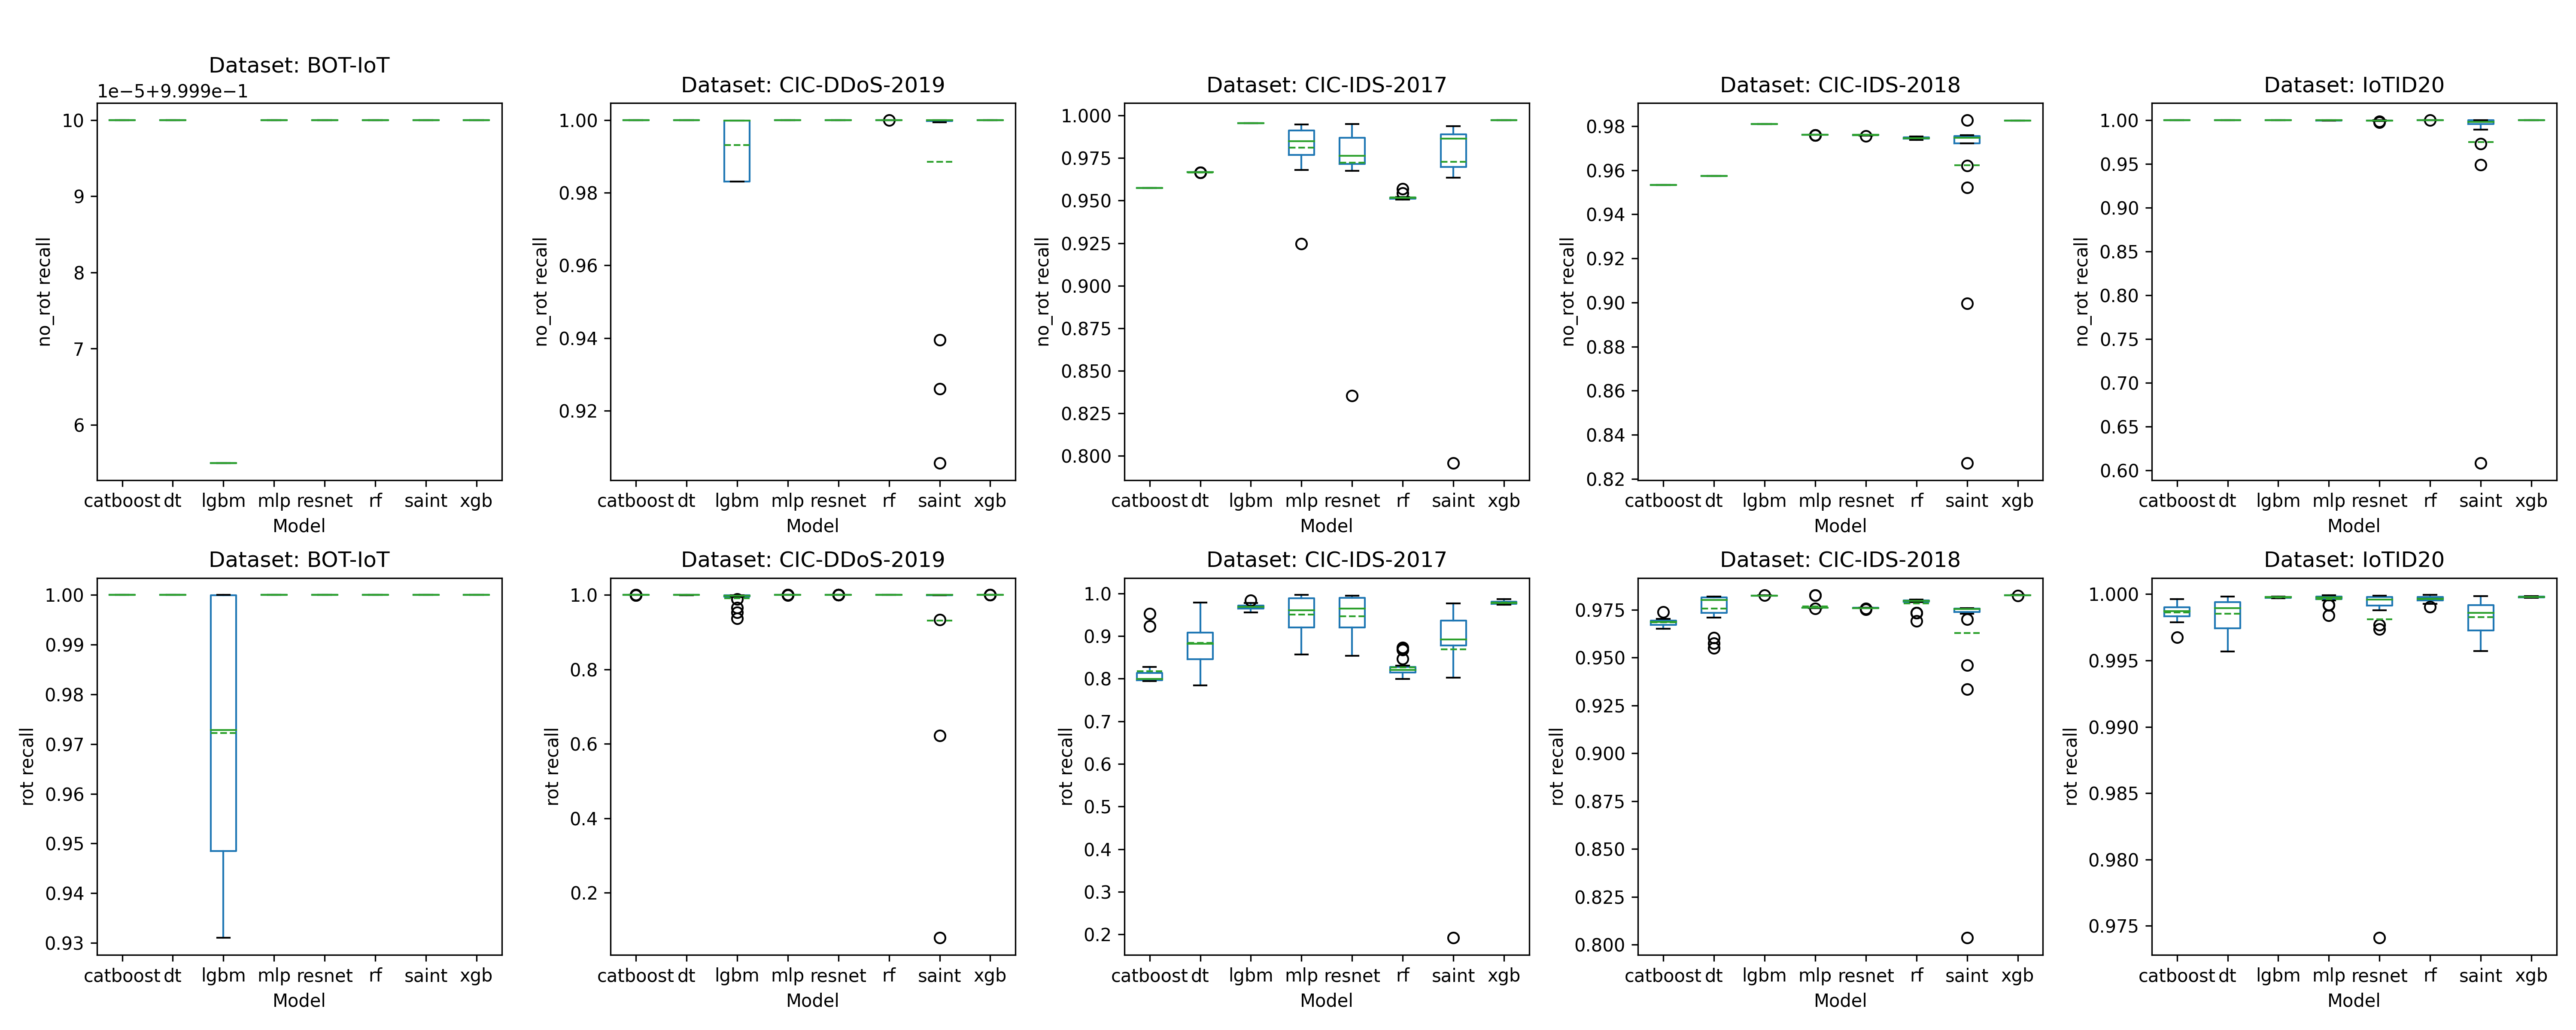 Dataset: BOT-IoT
1e−5+9.999e−1
10
9
8
7
6
no_rot recall
catboost dt lgbm mlp resnet rf saint xgb
Model
Dataset: CIC-DDoS-2019
1.00
0.98
0.96
0.94
0.92
no_rot recall
catboost dt lgbm mlp resnet rf saint xgb
Model
Dataset: CIC-IDS-2017
1.000
0.975
0.950
0.925
0.900
0.875
0.850
0.825
0.800
no_rot recall
catboost dt lgbm mlp resnet rf saint xgb
Model
Dataset: CIC-IDS-2018
0.98
0.96
0.94
0.92
0.90
0.88
0.86
0.84
0.82
no_rot recall
catboost dt lgbm mlp resnet rf saint xgb
Model
Dataset: IoTID20
1.00
0.95
0.90
0.85
0.80
0.75
0.70
0.65
0.60
no_rot recall
catboost dt lgbm mlp resnet rf saint xgb
Model
Dataset: BOT-IoT
1.00
0.99
0.98
0.97
0.96
0.95
0.94
0.93
rot recall
catboost dt lgbm mlp resnet rf saint xgb
Model
Dataset: CIC-DDoS-2019
1.0
0.8
0.6
0.4
0.2
rot recall
catboost dt lgbm mlp resnet rf saint xgb
Model
Dataset: CIC-IDS-2017
1.0
0.9
0.8
0.7
0.6
0.5
0.4
0.3
0.2
rot recall
catboost dt lgbm mlp resnet rf saint xgb
Model
Dataset: CIC-IDS-2018
0.975
0.950
0.925
0.900
0.875
0.850
0.825
0.800
rot recall
catboost dt lgbm mlp resnet rf saint xgb
Model
Dataset: IoTID20
1.000
0.995
0.990
0.985
0.980
0.975
rot recall
catboost dt lgbm mlp resnet rf saint xgb
Model